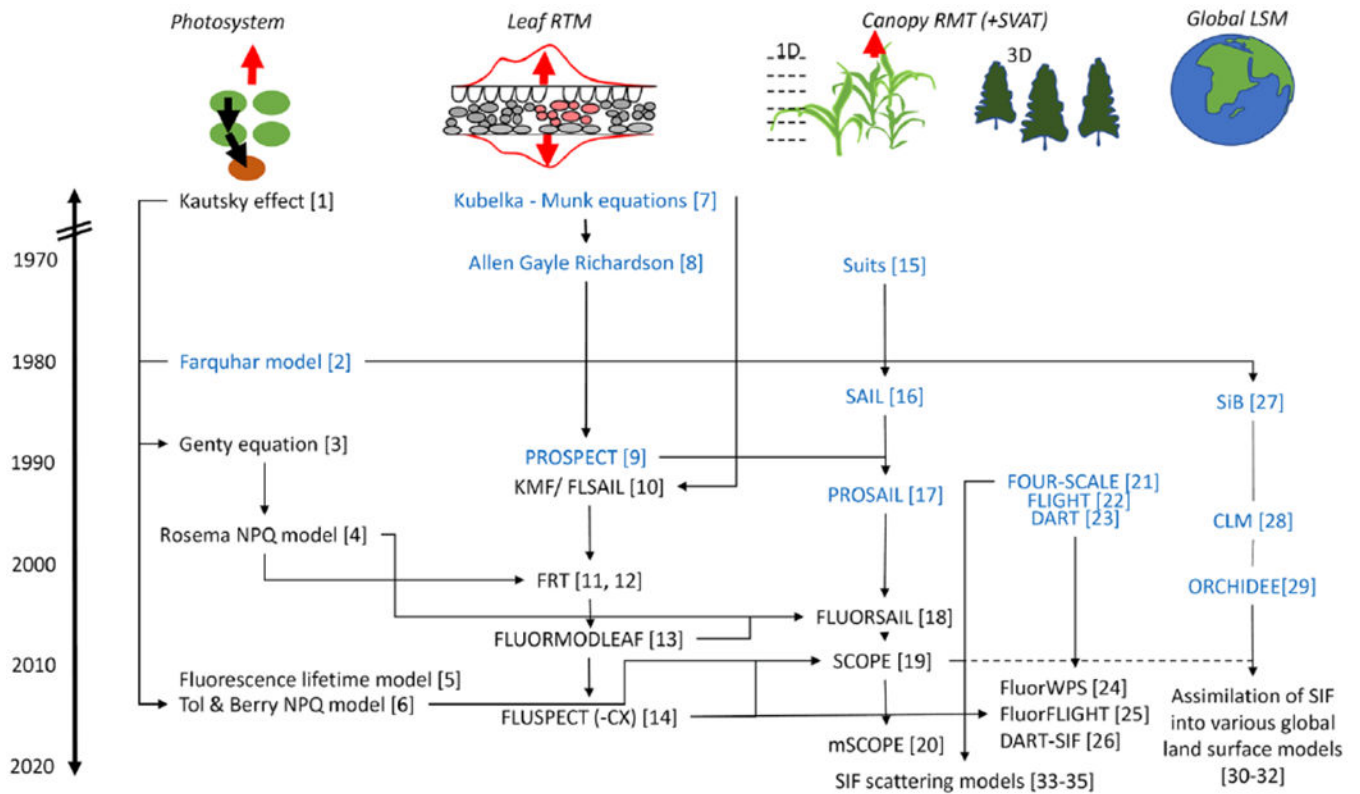 Photosystem
Leaf RTM
Canopy RMT (+SVAT)
Global LSM
1D
3D
Kautsky effect [1]
Kubelka - Munk equations [7]
1970
Allen Gayle Richardson [8]
Suits [15]
1980
Farquhar model [2]
SAIL [16]
SiB [27]
Genty equation [3]
1990
PROSPECT [9]
KMF/ FLSAIL [10]
PROSAIL [17]
FOUR-SCALE [21]
FLIGHT [22]
DART [23]
CLM [28]
Rosema NPQ model [4]
2000
FRT [11, 12]
ORCHIDEE[29]
FLUORSAIL [18]
FLUORMODLEAF [13]
2010
SCOPE [19]
Fluorescence lifetime model [5]
Tol & Berry NPQ model [6]
FLUSPECT (-CX) [14]
FluorWPS [24]
FluorFLIGHT [25]
DART-SIF [26]
Assimilation of SIF
into various global
land surface models
[30-32]
mSCOPE [20]
2020
SIF scattering models [33-35]